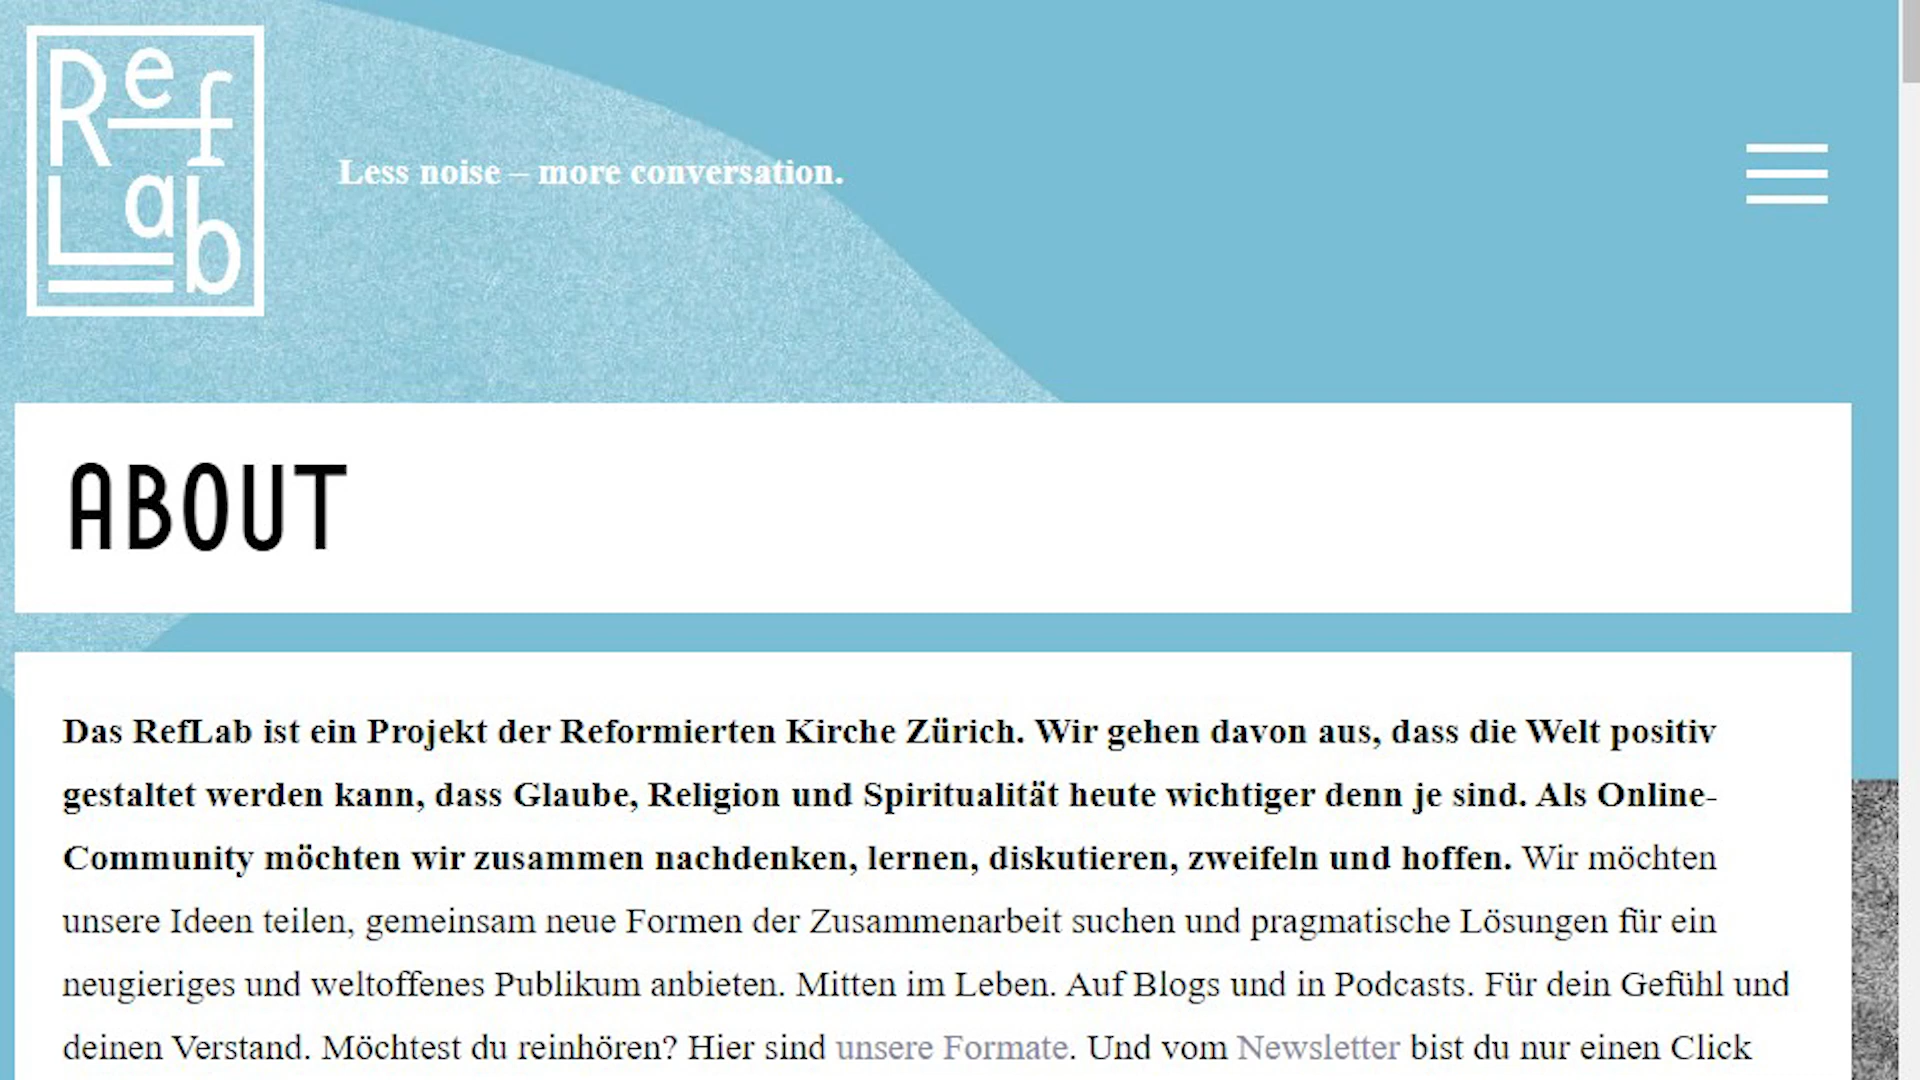 Ref
Lab
Less noise – more conversation.
ABOUT
Das RefLab ist ein Projekt der Reformierten Kirche Zürich. Wir gehen davon aus, dass die Welt positiv
gestaltet werden kann, dass Glaube, Religion und Spiritualität heute wichtiger denn je sind. Als Online-
Community möchten wir zusammen nachdenken, lernen, diskutieren, zweifeln und hoffen. Wir möchten
unsere Ideen teilen, gemeinsam neue Formen der Zusammenarbeit suchen und pragmatische Lösungen für ein
neugieriges und weltoffenes Publikum anbieten. Mitten im Leben. Auf Blogs und in Podcasts. Für dein Gefühl und
deinen Verstand. Möchtest du reinhören? Hier sind unsere Formate. Und vom Newsletter bist du nur einen Click